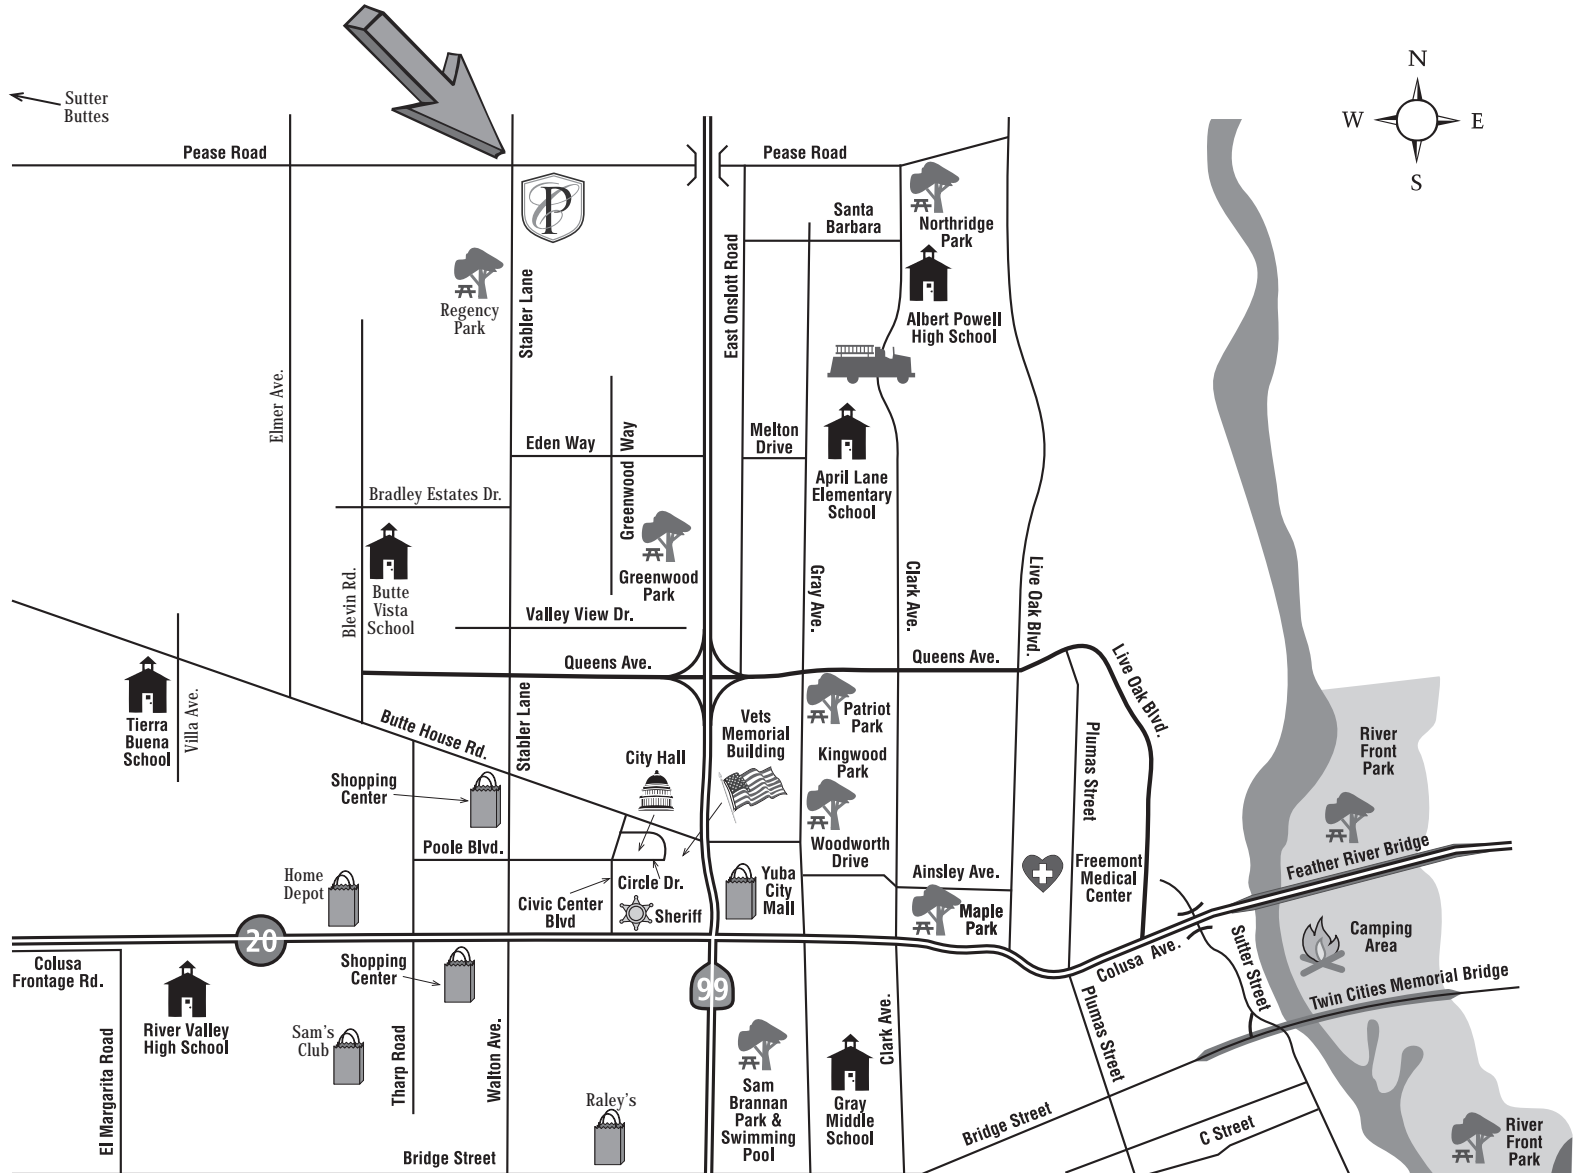 N
W
E
S
Sutter
Buttes
Pease Road
Pease Road
P
Santa
Barbara
Northridge
Park
Regency
Park
Stabler Lane
East Onslott Road
Albert Powell
High School
Elmer Ave.
Eden Way
Greenwood Way
Melton
Drive
April Lane
Elementary
School
Bradley Estates Dr.
Blevin Rd.
Butte
Vista
School
Greenwood
Park
Gray Ave.
Clark Ave.
Live Oak Blvd.
Valley View Dr.
Queens Ave.
Queens Ave.
Live Oak Blvd.
Tierra
Buena
School
Villa Ave.
Butte House Rd.
Stabler Lane
Vets
Memorial
Building
Patriot
Park
Plumas Street
River
Front
Park
City Hall
Kingwood
Park
Shopping
Center
Poole Blvd.
Woodworth
Drive
Feather River Bridge
Home
Depot
Circle Dr.
Civic Center
Blvd
Sheriff
Yuba
City
Mall
Ainsley Ave.
Maple
Park
Freemont
Medical
Center
20
Colusa
Frontage Rd.
Shopping
Center
99
Colusa Ave.
Sutter Street
Camping
Area
Twin Cities Memorial Bridge
River Valley
High School
El Margarita Road
Sam's
Club
Tharp Road
Walton Ave.
Clark Ave.
Plumas Street
Raley's
Sam
Brannan
Park &
Swimming
Pool
Gray
Middle
School
Bridge Street
Bridge Street
C Street
River
Front
Park